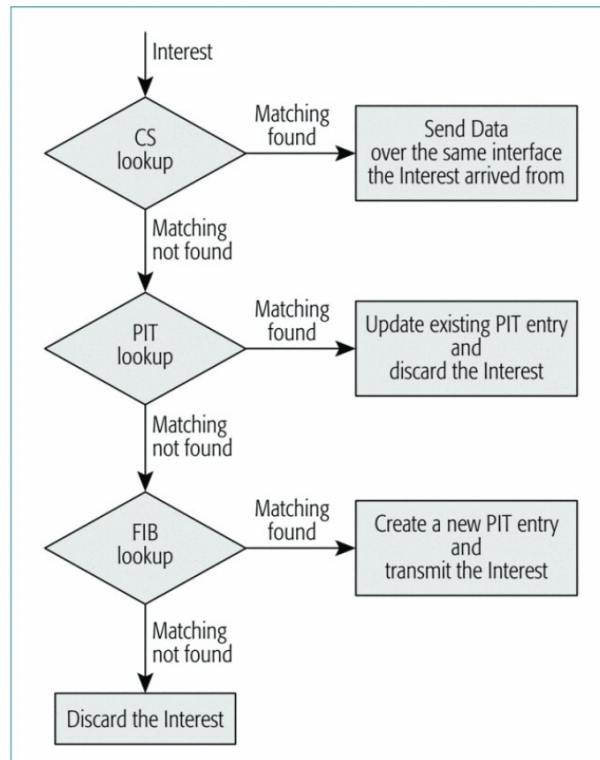 Interest
CS
lookup
Matching
found
Send Data
over the same interface
the Interest arrived from
Matching
not found
PIT
lookup
Matching
found
Update existing PIT entry
and
discard the Interest
Matching
not found
FIB
lookup
Matching
found
Create a new PIT entry
and
transmit the Interest
Matching
not found
Discard the Interest